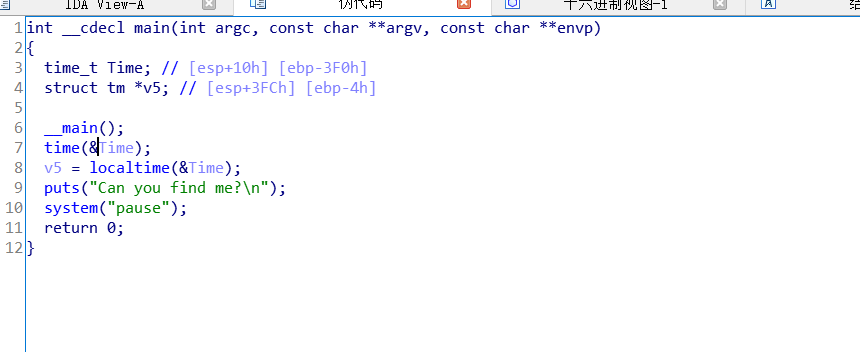 IDA View-A 伪代码 十六进制视图-1
1 int __cdecl main(int argc, const char **argv, const char **envp)
2 {
3 time_t Time; // [esp+10h] [ebp-3F0h]
4 struct tm *v5; // [esp+3FCh] [ebp-4h]
5
6 __main();
7 time(&Time);
8 v5 = localtime(&Time);
9 puts("Can you find me?\n");
10 system("pause");
11 return 0;
12 }